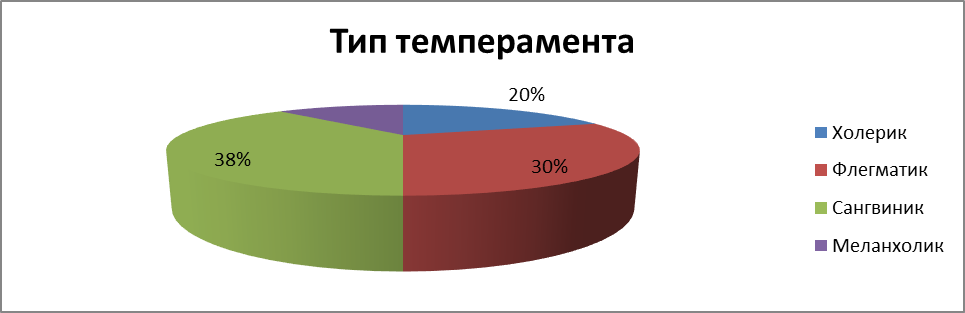 Тип темперамента
20%
38%
30%
Холерик
Флегматик
Сангвиник
Меланхолик